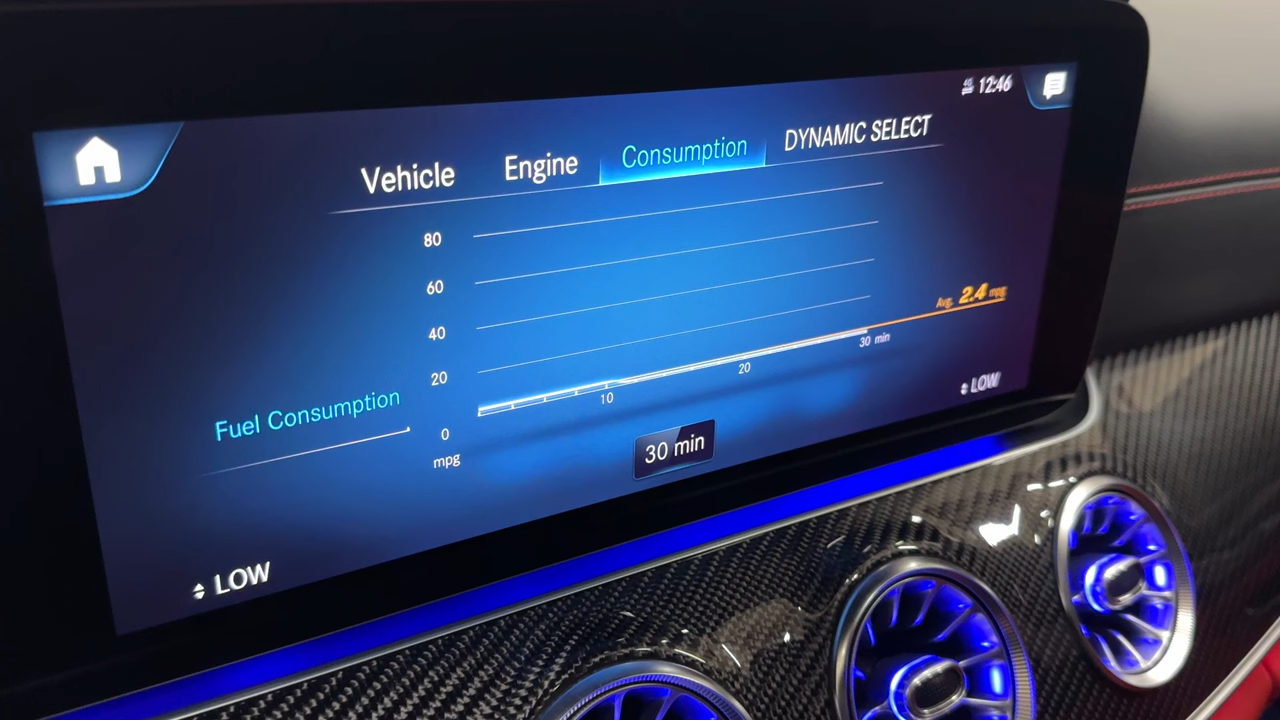 4G 12:46
Vehicle Engine Consumption DYNAMIC SELECT
80
60
40
20
0
mpg
10 20 30 min
Avg. 2.4 mpg
Fuel Consumption
30 min
LOW
LOW